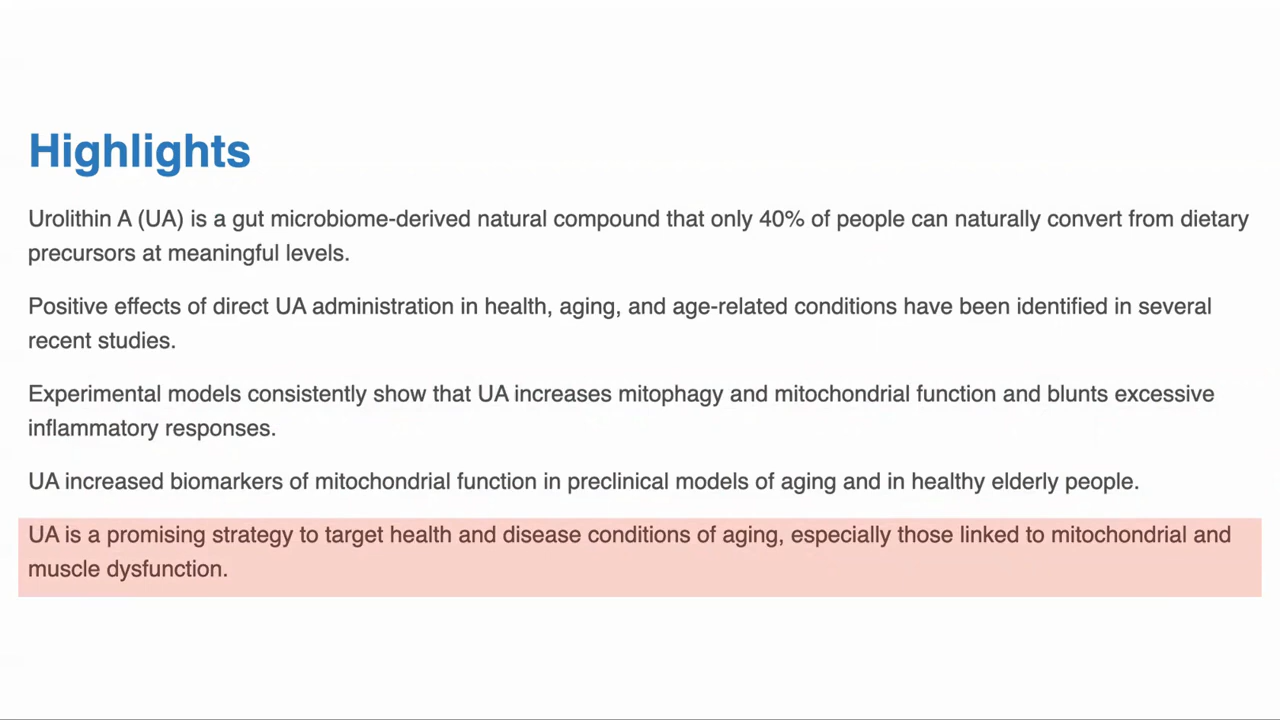 Highlights
Urolithin A (UA) is a gut microbiome-derived natural compound that only 40% of people can naturally convert from dietary
precursors at meaningful levels.
Positive effects of direct UA administration in health, aging, and age-related conditions have been identified in several
recent studies.
Experimental models consistently show that UA increases mitophagy and mitochondrial function and blunts excessive
inflammatory responses.
UA increased biomarkers of mitochondrial function in preclinical models of aging and in healthy elderly people.
UA is a promising strategy to target health and disease conditions of aging, especially those linked to mitochondrial and
muscle dysfunction.